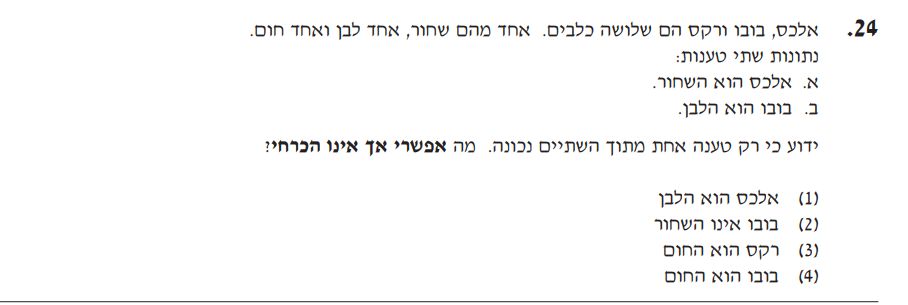 24. אלכס, בובו ורקס הם שלושה כלבים. אחד מהם שחור, אחד לבן ואחד חום.
נתונות שתי טענות:
א. אלכס הוא השחור.
ב. בובו הוא הלבן.
ידוע כי רק טענה אחת מתוך השתיים נכונה. מה אפשרי אך אינו הכרחי?
(1) אלכס הוא הלבן
(2) בובו אינו השחור
(3) רקס הוא החום
(4) בובו הוא החום